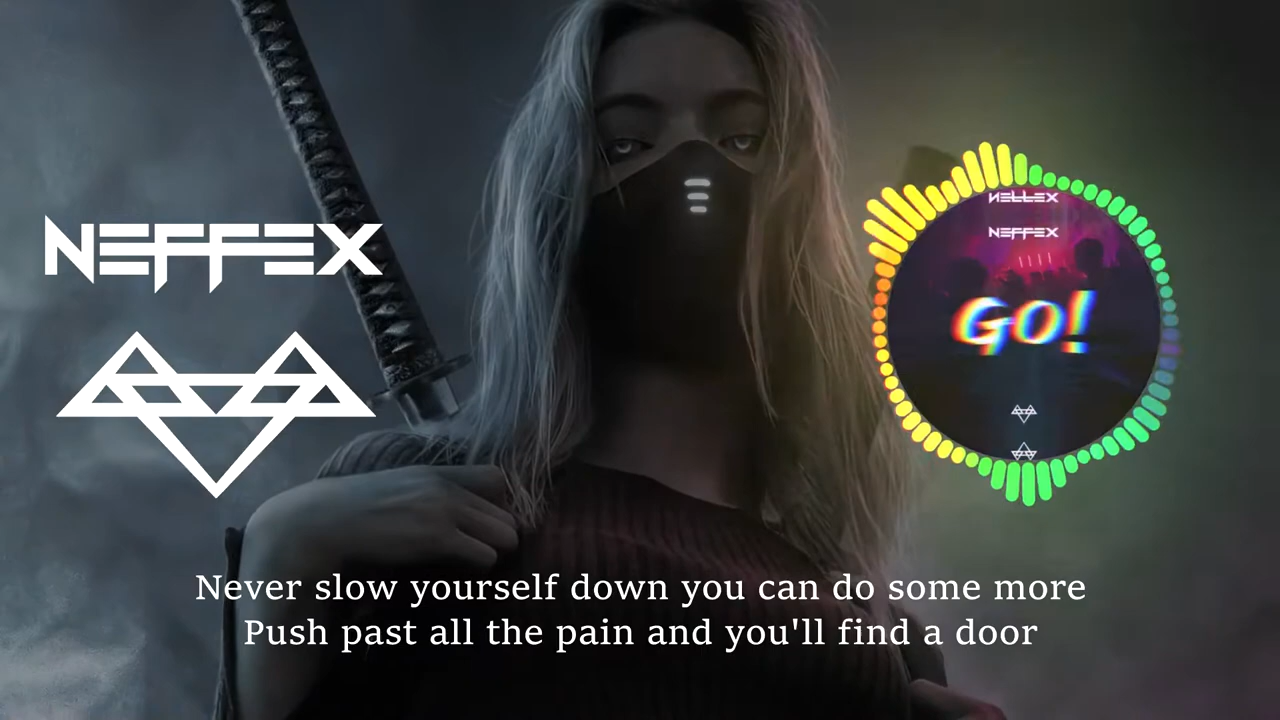 NEFFEX
NEFFEX
NEFFEX
GO!
Never slow yourself down you can do some more
Push past all the pain and you'll find a door